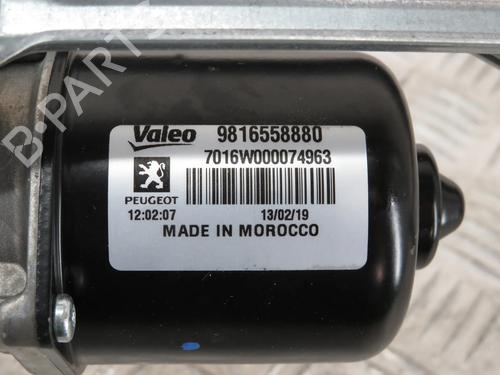 B-PARTS
Valeo 9816558880
7016W000074963
PEUGEOT
12:02:07 13/02/19
MADE IN MOROCCO